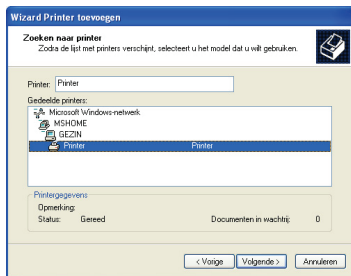 Wizard Printer toevoegen
Zoeken naar printer
Zodra de lijst met printers verschijnt, selecteert u het model dat u wilt gebruiken.
Printer: Printer
Gedeelde printers:
Microsoft Windows-netwerk
MSHOME
GEZIN
Printer Printer
Printergegevens
Opmerking:
Status: Gereed Documenten in wachtrij: 0
< Vorige Volgende > Annuleren